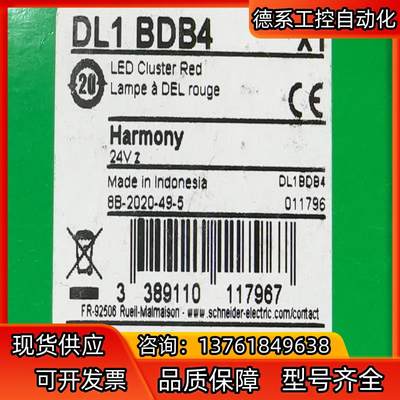 德系工控自动化
DL1 BDB4
X1
20
LED Cluster Red
Lampe à DEL rouge
CE
Harmony
24V z
Made in Indonesia
DL1BDB4
8B-2020-49-5
011796
3 389110 117967
FR-92506 Rueil-Malmaison - www.schneider-electric.com/contact
现货供应
咨询：13761849638
可开发票
品质保障
型号齐全